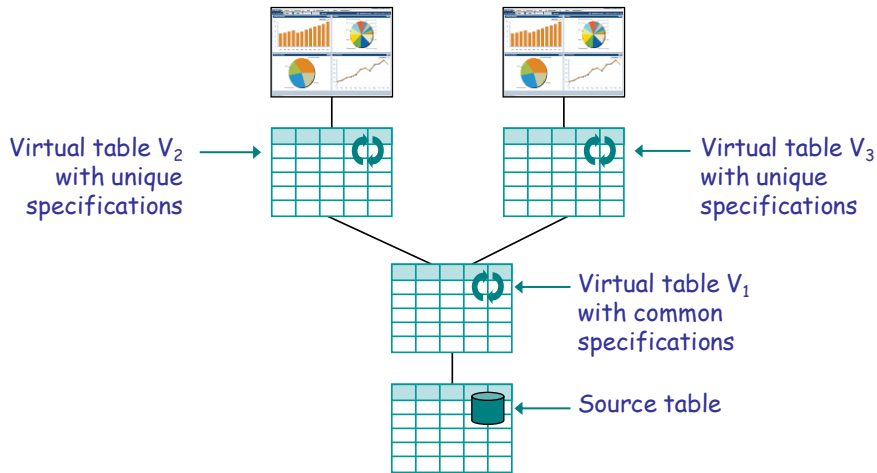 Virtual table V₂
with unique
specifications
Virtual table V₃
with unique
specifications
Virtual table V₁
with common
specifications
Source table